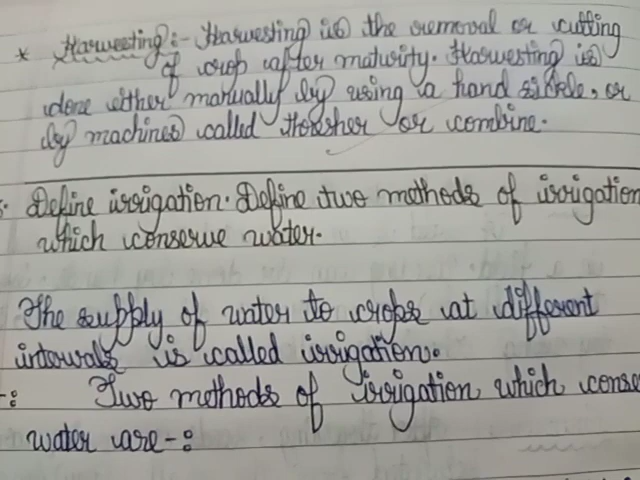 * Harvesting:- Harvesting is the removal or cutting
of crop after maturity. Harvesting is
done either manually by using a hand sickle, or
by machines called thresher or combine.
Define irrigation. Define two methods of irrigation
which conserve water.
The supply of water to crops at different
intervals is called irrigation.
-: Two methods of irrigation which conse
water are -: